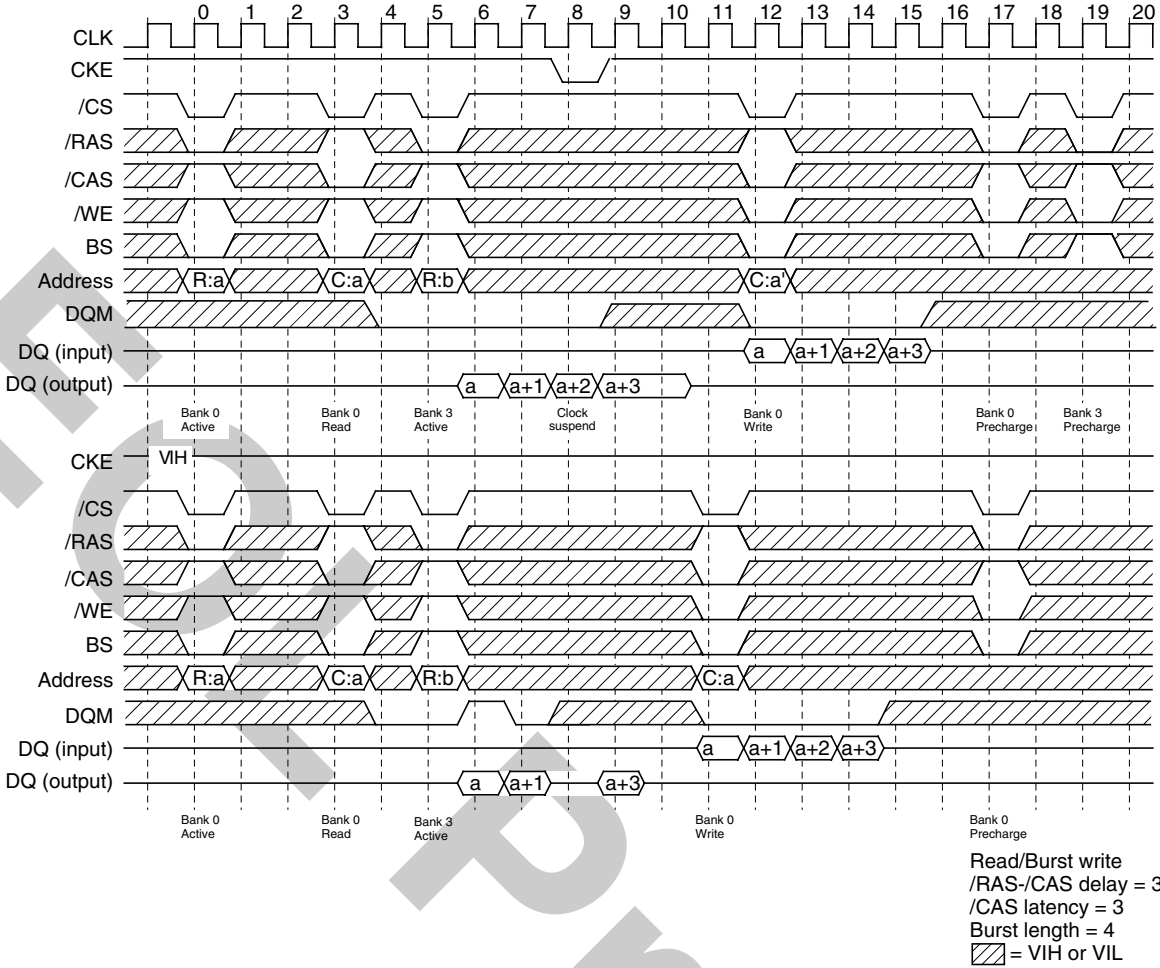 0 1 2 3 4 5 6 7 8 9 10 11 12 13 14 15 16 17 18 19 20
CLK
CKE
/CS
/RAS
/CAS
/WE
BS
Address R:a C:a R:b C:a'
DQM
DQ (input) a a+1 a+2 a+3
DQ (output) a a+1 a+2 a+3
Bank 0 Bank 0 Bank 3 Clock Bank 0 Bank 0 Bank 3
Active Read Active suspend Write Precharge Precharge
CKE VIH
/CS
/RAS
/CAS
/WE
BS
Address R:a C:a R:b C:a
DQM
DQ (input) a a+1 a+2 a+3
DQ (output) a a+1 a+3
Bank 0 Bank 0 Bank 3 Bank 0 Bank 0
Active Read Active Write Precharge
Read/Burst write
/RAS-/CAS delay = 3
/CAS latency = 3
Burst length = 4
= VIH or VIL